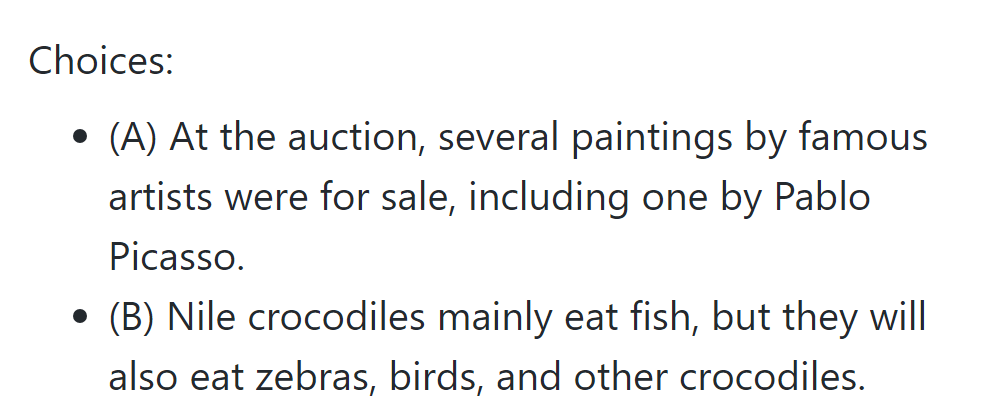 Choices:
• (A) At the auction, several paintings by famous
artists were for sale, including one by Pablo
Picasso.
• (B) Nile crocodiles mainly eat fish, but they will
also eat zebras, birds, and other crocodiles.